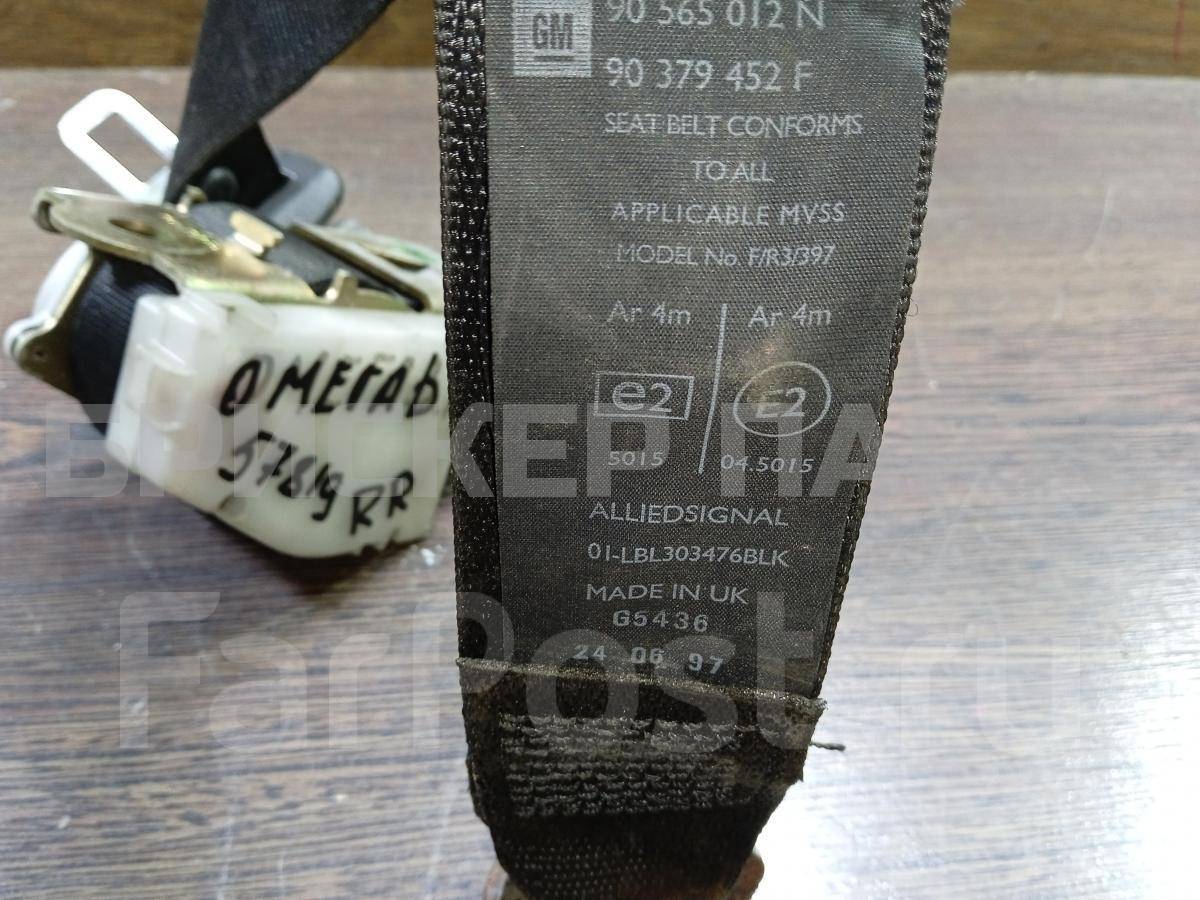 GM
90 565 012 N
90 379 452 F
SEAT BELT CONFORMS
TO ALL
APPLICABLE MVSS
MODEL No. F/R3/397
Ar 4m Ar 4m
e2 E2
5015 04.5015
ALLIEDSIGNAL
01-LBL303476BLK
MADE IN UK
G5436
24 06 97
ОМЕГА b
57819
RR
БРИСКЕР ПА
FarPost.ru